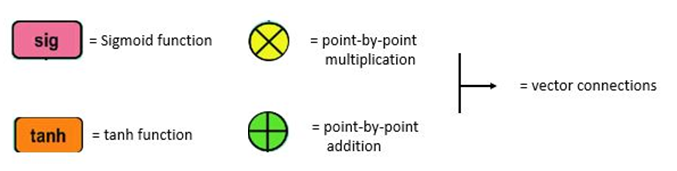 sig = Sigmoid function
= point-by-point
multiplication
= vector connections
tanh = tanh function
= point-by-point
addition